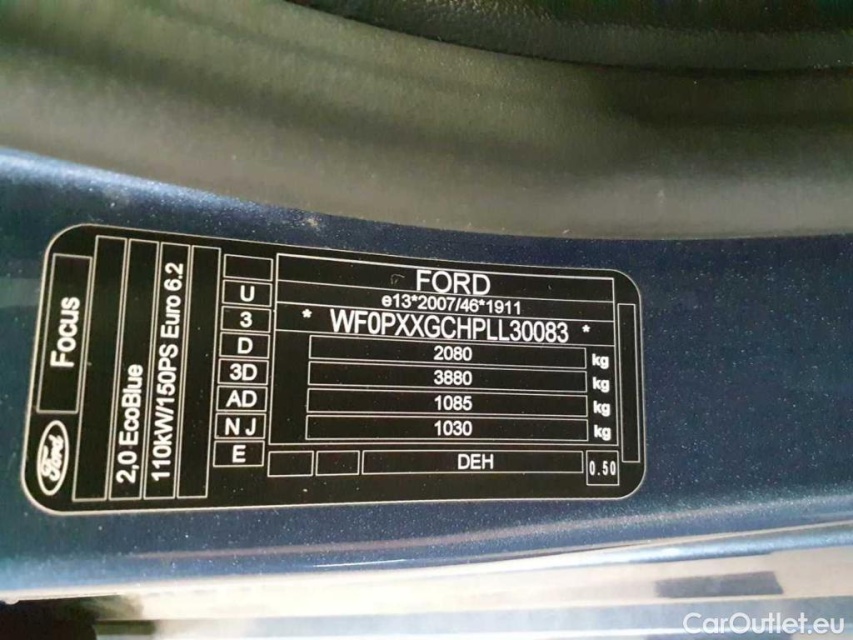 Focus
Ford
2,0 EcoBlue
110kW/150PS Euro 6.2
U
3
D
3D
AD
NJ
E
FORD
e13*2007/46*1911
* WF0PXXGCHPLL30083 *
2080 kg
3880 kg
1085 kg
1030 kg
DEH
0.50
CarOutlet.eu